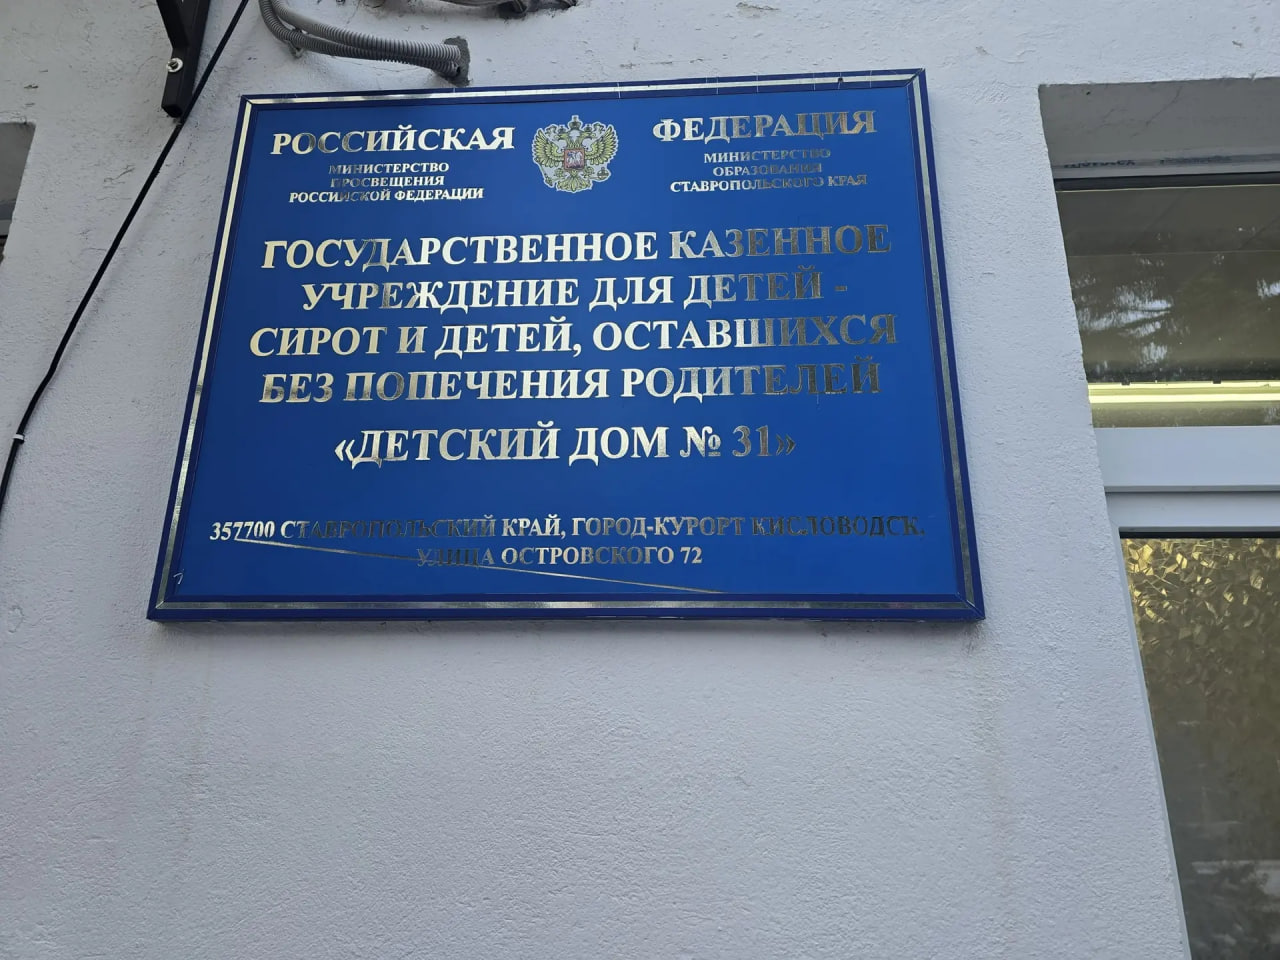 РОССИЙСКАЯ ФЕДЕРАЦИЯ
МИНИСТЕРСТВО
ПРОСВЕЩЕНИЯ
РОССИЙСКОЙ ФЕДЕРАЦИИ
МИНИСТЕРСТВО
ОБРАЗОВАНИЯ
СТАВРОПОЛЬСКОГО КРАЯ
ГОСУДАРСТВЕННОЕ КАЗЕННОЕ
УЧРЕЖДЕНИЕ ДЛЯ ДЕТЕЙ -
СИРОТ И ДЕТЕЙ, ОСТАВШИХСЯ
БЕЗ ПОПЕЧЕНИЯ РОДИТЕЛЕЙ
«ДЕТСКИЙ ДОМ № 31»
357700 СТАВРОПОЛЬСКИЙ КРАЙ, ГОРОД-КУРОРТ КИСЛОВОДСК,
УЛИЦА ОСТРОВСКОГО 72